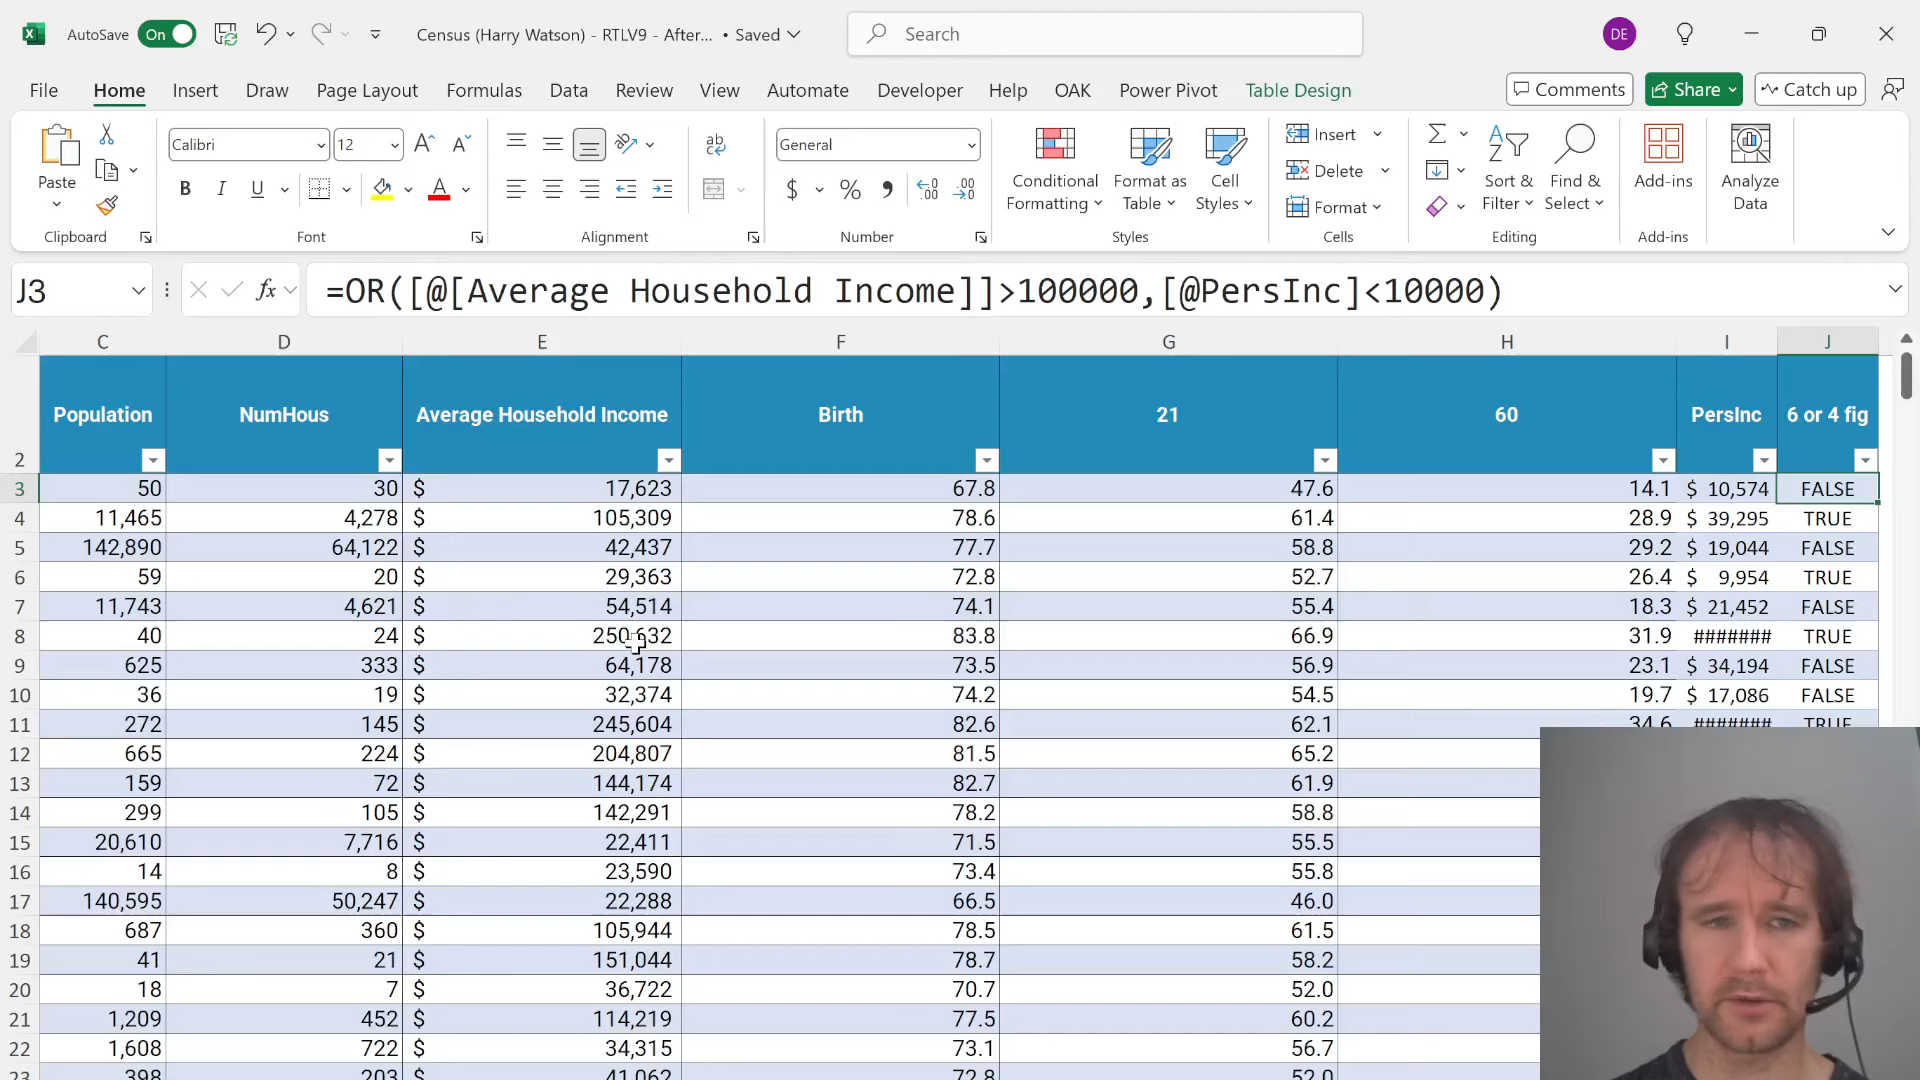 AutoSave On Census (Harry Watson) - RTLV9 - After... • Saved Search DE
File Home Insert Draw Page Layout Formulas Data Review View Automate Developer Help OAK Power Pivot Table Design Comments Share Catch up
Paste Calibri 12 General Conditional Formatting Format as Table Cell Styles Insert Delete Format Sort & Filter Find & Select Add-ins Analyze Data
Clipboard Font Alignment Number Styles Cells Editing Add-ins
J3 fx =OR([@[Average Household Income]]>100000,[@PersInc]<10000)
C D E F G H I J
2 Population NumHous Average Household Income Birth 21 60 PersInc 6 or 4 fig
3 50 30 $ 17,623 67.8 47.6 14.1 $ 10,574 FALSE
4 11,465 4,278 $ 105,309 78.6 61.4 28.9 $ 39,295 TRUE
5 142,890 64,122 $ 42,437 77.7 58.8 29.2 $ 19,044 FALSE
6 59 20 $ 29,363 72.8 52.7 26.4 $ 9,954 TRUE
7 11,743 4,621 $ 54,514 74.1 55.4 18.3 $ 21,452 FALSE
8 40 24 $ 250,632 83.8 66.9 31.9 ####### TRUE
9 625 333 $ 64,178 73.5 56.9 23.1 $ 34,194 FALSE
10 36 19 $ 32,374 74.2 54.5 19.7 $ 17,086 FALSE
11 272 145 $ 245,604 82.6 62.1 34.6 ####### TRUE
12 665 224 $ 204,807 81.5 65.2
13 159 72 $ 144,174 82.7 61.9
14 299 105 $ 142,291 78.2 58.8
15 20,610 7,716 $ 22,411 71.5 55.5
16 14 8 $ 23,590 73.4 55.8
17 140,595 50,247 $ 22,288 66.5 46.0
18 687 360 $ 105,944 78.5 61.5
19 41 21 $ 151,044 78.7 58.2
20 18 7 $ 36,722 70.7 52.0
21 1,209 452 $ 114,219 77.5 60.2
22 1,608 722 $ 34,315 73.1 56.7
23 398 203 $ 41,062 72.8 52.0